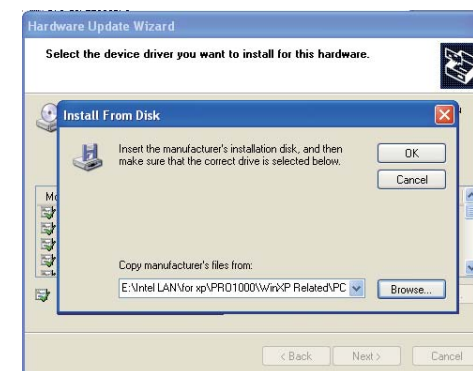 Hardware Update Wizard
Select the device driver you want to install for this hardware.
Install From Disk
Insert the manufacturer's installation disk, and then
make sure that the correct drive is selected below.
OK
Cancel
Mo
Copy manufacturer's files from:
E:\Intel LAN\for xp\PRO1000\WinXP Related\PC
Browse...
< Back
Next >
Cancel